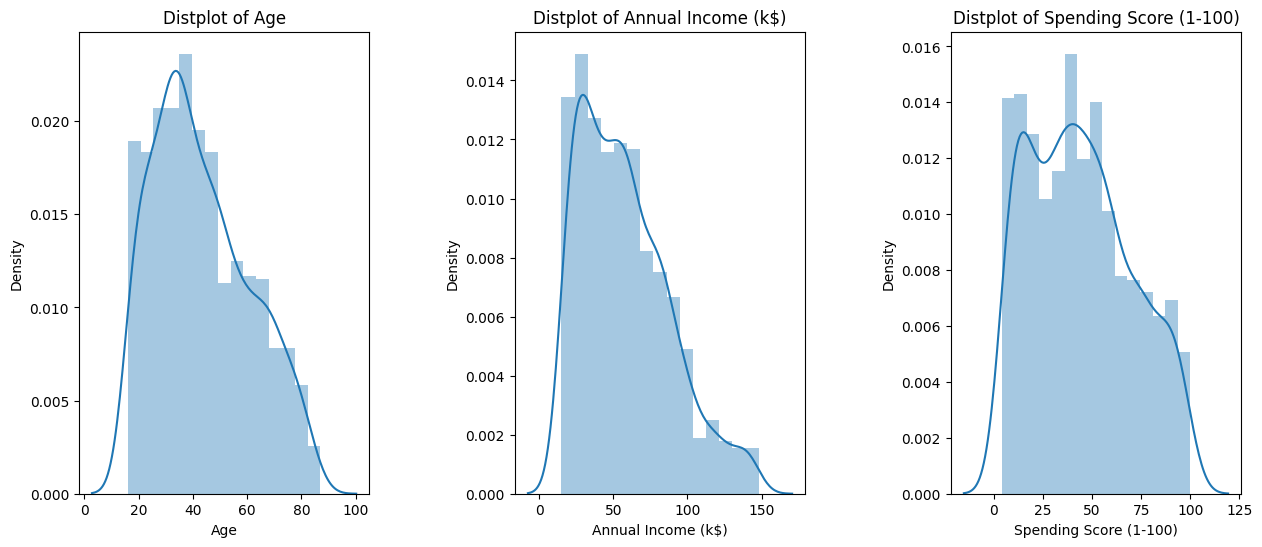 Distplot of Age
Density
0.020
0.015
0.010
0.005
0.000
0 20 40 60 80 100
Age
Distplot of Annual Income (k$)
Density
0.014
0.012
0.010
0.008
0.006
0.004
0.002
0.000
0 50 100 150
Annual Income (k$)
Distplot of Spending Score (1-100)
Density
0.016
0.014
0.012
0.010
0.008
0.006
0.004
0.002
0.000
0 25 50 75 100 125
Spending Score (1-100)